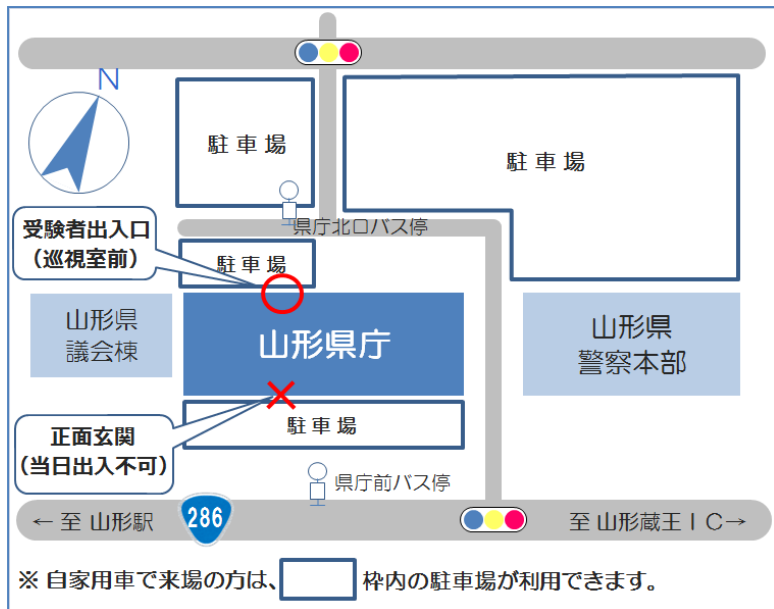 N
駐車場
駐車場
県庁北口バス停
受験者出入口
（巡視室前）
駐車場
山形県
議会棟
山形県庁
山形県
警察本部
正面玄関
（当日出入不可）
駐車場
県庁前バス停
← 至 山形駅
286
至 山形蔵王ＩＣ→
※ 自家用車で来場の方は、 枠内の駐車場が利用できます。